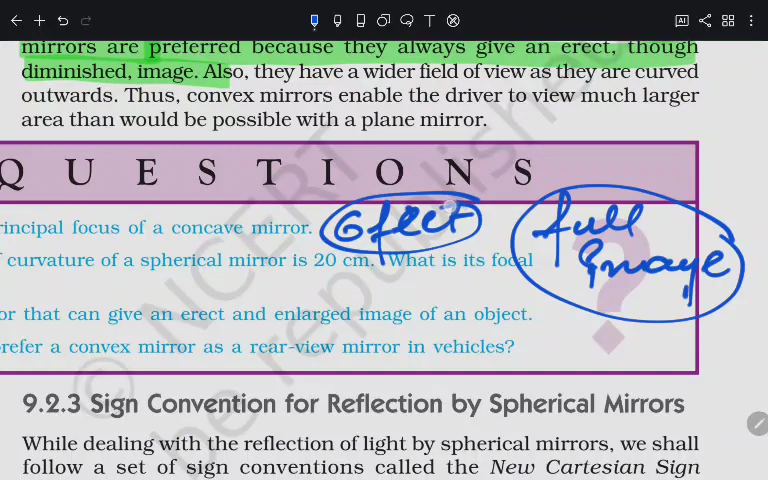 mirrors are preferred because they always give an erect, though
diminished, image. Also, they have a wider field of view as they are curved
outwards. Thus, convex mirrors enable the driver to view much larger
area than would be possible with a plane mirror.
QUESTIONS
rincipal focus of a concave mirror.
f curvature of a spherical mirror is 20 cm. What is its focal
or that can give an erect and enlarged image of an object.
refer a convex mirror as a rear-view mirror in vehicles?
full
?
© NCERT
be republished
9.2.3 Sign Convention for Reflection by Spherical Mirrors
While dealing with the reflection of light by spherical mirrors, we shall
follow a set of sign conventions called the New Cartesian Sign